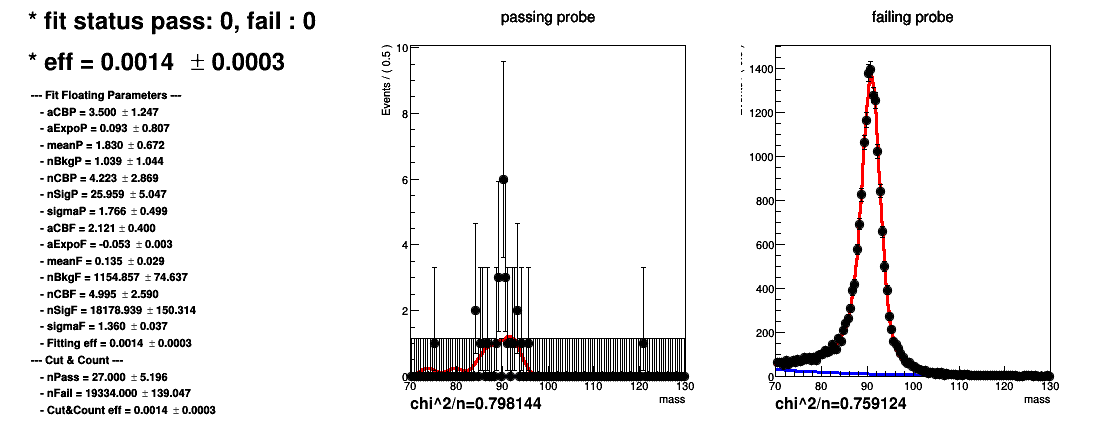 * fit status pass: 0, fail : 0
* eff = 0.0014 ± 0.0003
--- Fit Floating Parameters ---
- aCBP = 3.500 ± 1.247
- aExpoP = 0.093 ± 0.807
- meanP = 1.830 ± 0.672
- nBkgP = 1.039 ± 1.044
- nCBP = 4.223 ± 2.869
- nSigP = 25.959 ± 5.047
- sigmaP = 1.766 ± 0.499
- aCBF = 2.121 ± 0.400
- aExpoF = -0.053 ± 0.003
- meanF = 0.135 ± 0.029
- nBkgF = 1154.857 ± 74.637
- nCBF = 4.995 ± 2.590
- nSigF = 18178.939 ± 150.314
- sigmaF = 1.360 ± 0.037
- Fitting eff = 0.0014 ± 0.0003
--- Cut & Count ---
- nPass = 27.000 ± 5.196
- nFail = 19334.000 ± 139.047
- Cut&Count eff = 0.0014 ± 0.0003
passing probe
Events / ( 0.5 )
10
8
6
4
2
0
70 80 90 100 110 120 130
mass
chi^2/n=0.798144
failing probe
1400
1200
1000
800
600
400
200
0
70 80 90 100 110 120 130
mass
chi^2/n=0.759124